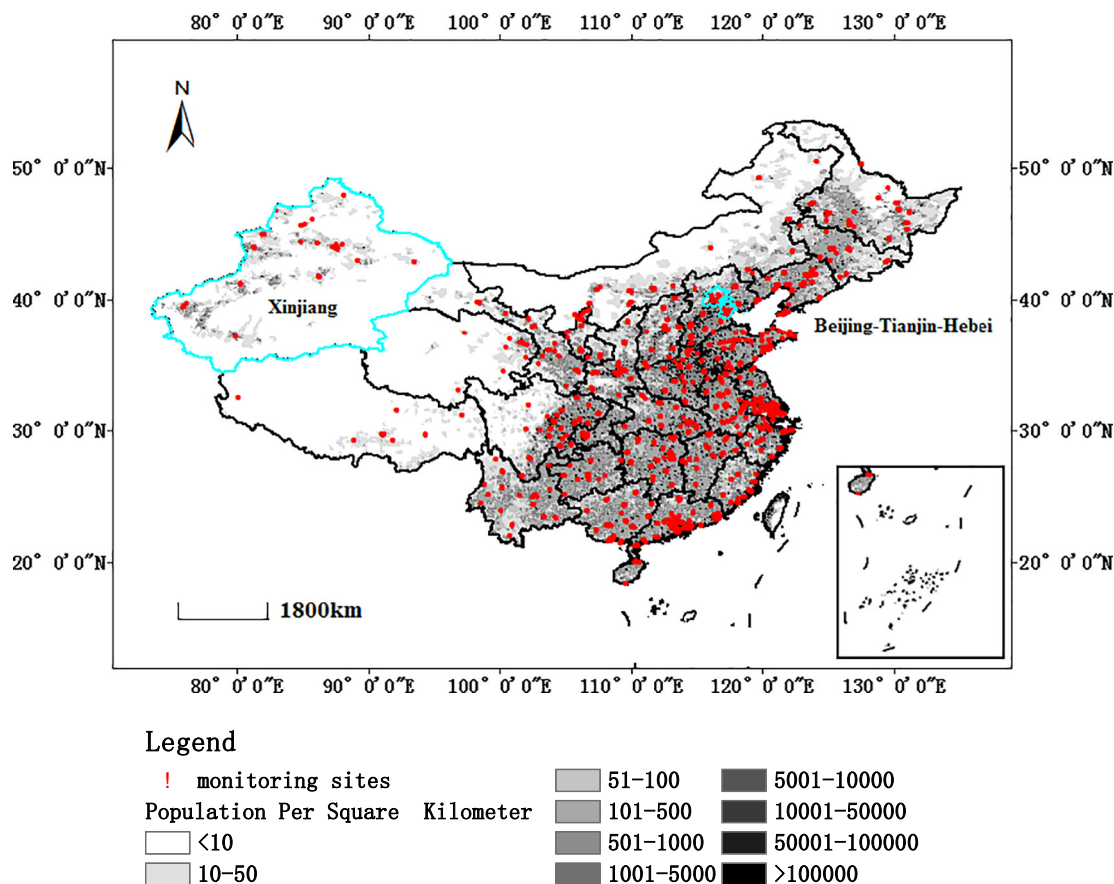 80° 0′0″E 90° 0′0″E 100° 0′0″E 110° 0′0″E 120° 0′0″E 130° 0′0″E
N
50° 0′0″N 50° 0′0″N
40° 0′0″N 40° 0′0″N
Xinjiang
Beijing-Tianjin-Hebei
30° 0′0″N 30° 0′0″N
20° 0′0″N 20° 0′0″N
1800km
80° 0′0″E 90° 0′0″E 100° 0′0″E 110° 0′0″E 120° 0′0″E 130° 0′0″E
Legend
! monitoring sites
Population Per Square Kilometer
<10
10-50
51-100
101-500
501-1000
1001-5000
5001-10000
10001-50000
50001-100000
>100000